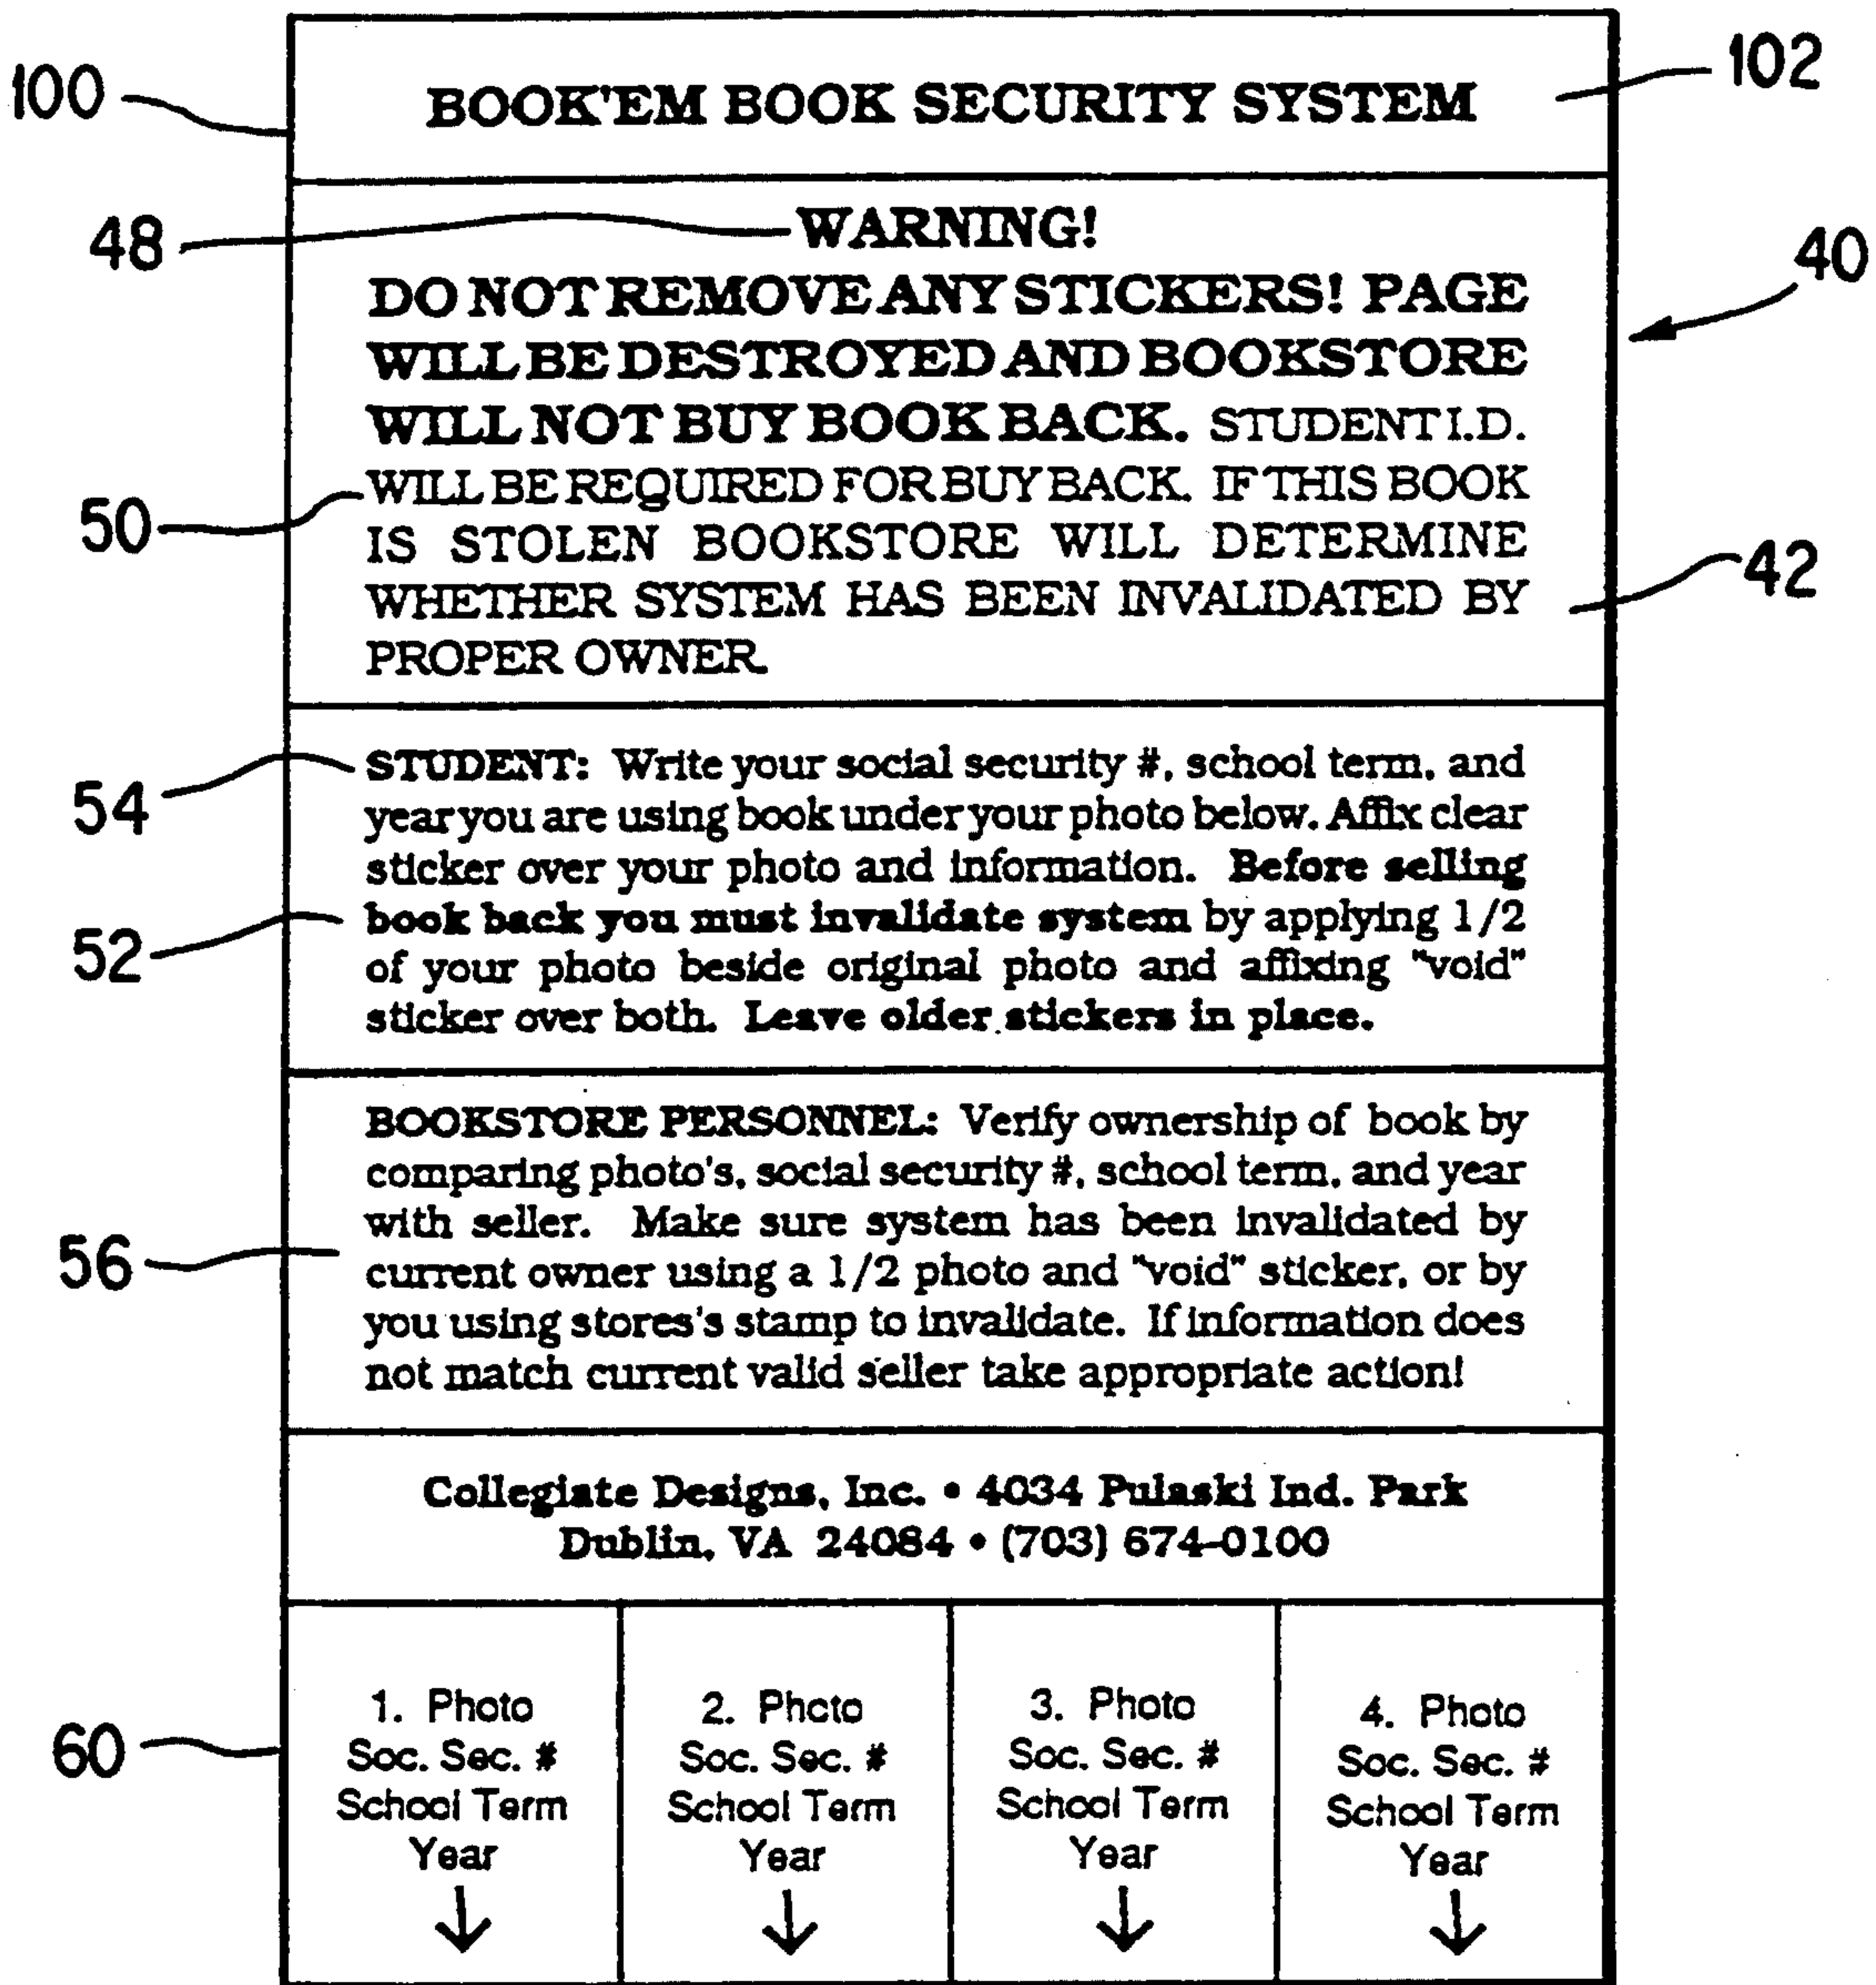 100
102
BOOK'EM BOOK SECURITY SYSTEM
48
WARNING!
40
DO NOT REMOVE ANY STICKERS! PAGE
WILL BE DESTROYED AND BOOKSTORE
WILL NOT BUY BOOK BACK. STUDENT I.D.
50
WILL BE REQUIRED FOR BUY BACK. IF THIS BOOK
IS STOLEN BOOKSTORE WILL DETERMINE
42
WHETHER SYSTEM HAS BEEN INVALIDATED BY
PROPER OWNER.
54
STUDENT: Write your social security #, school term, and
year you are using book under your photo below. Affix clear
sticker over your photo and information. Before selling
52
book back you must invalidate system by applying 1/2
of your photo beside original photo and affixing "void"
sticker over both. Leave older stickers in place.
BOOKSTORE PERSONNEL: Verify ownership of book by
comparing photo's, social security #, school term, and year
with seller. Make sure system has been invalidated by
56
current owner using a 1/2 photo and "void" sticker, or by
you using stores's stamp to invalidate. If information does
not match current valid seller take appropriate action!
Collegiate Designs, Inc. • 4034 Pulaski Ind. Park
Dublin, VA 24084 • (703) 674-0100
60
1. Photo
Soc. Sec. #
School Term
Year
2. Photo
Soc. Sec. #
School Term
Year
3. Photo
Soc. Sec. #
School Term
Year
4. Photo
Soc. Sec. #
School Term
Year